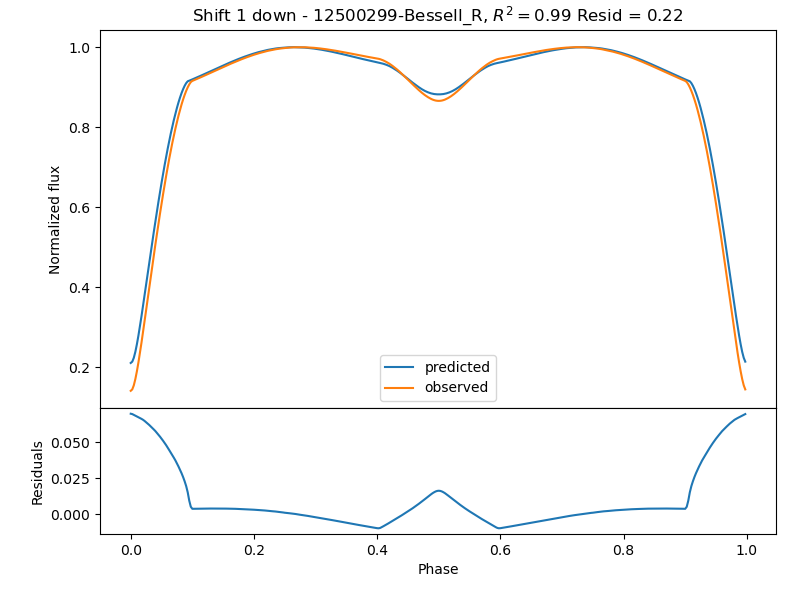 Shift 1 down - 12500299-Bessell_R, R² = 0.99 Resid = 0.22
1.0
0.8
0.6
0.4
0.2
Normalized flux
predicted
observed
0.050
0.025
0.000
Residuals
0.0 0.2 0.4 0.6 0.8 1.0
Phase